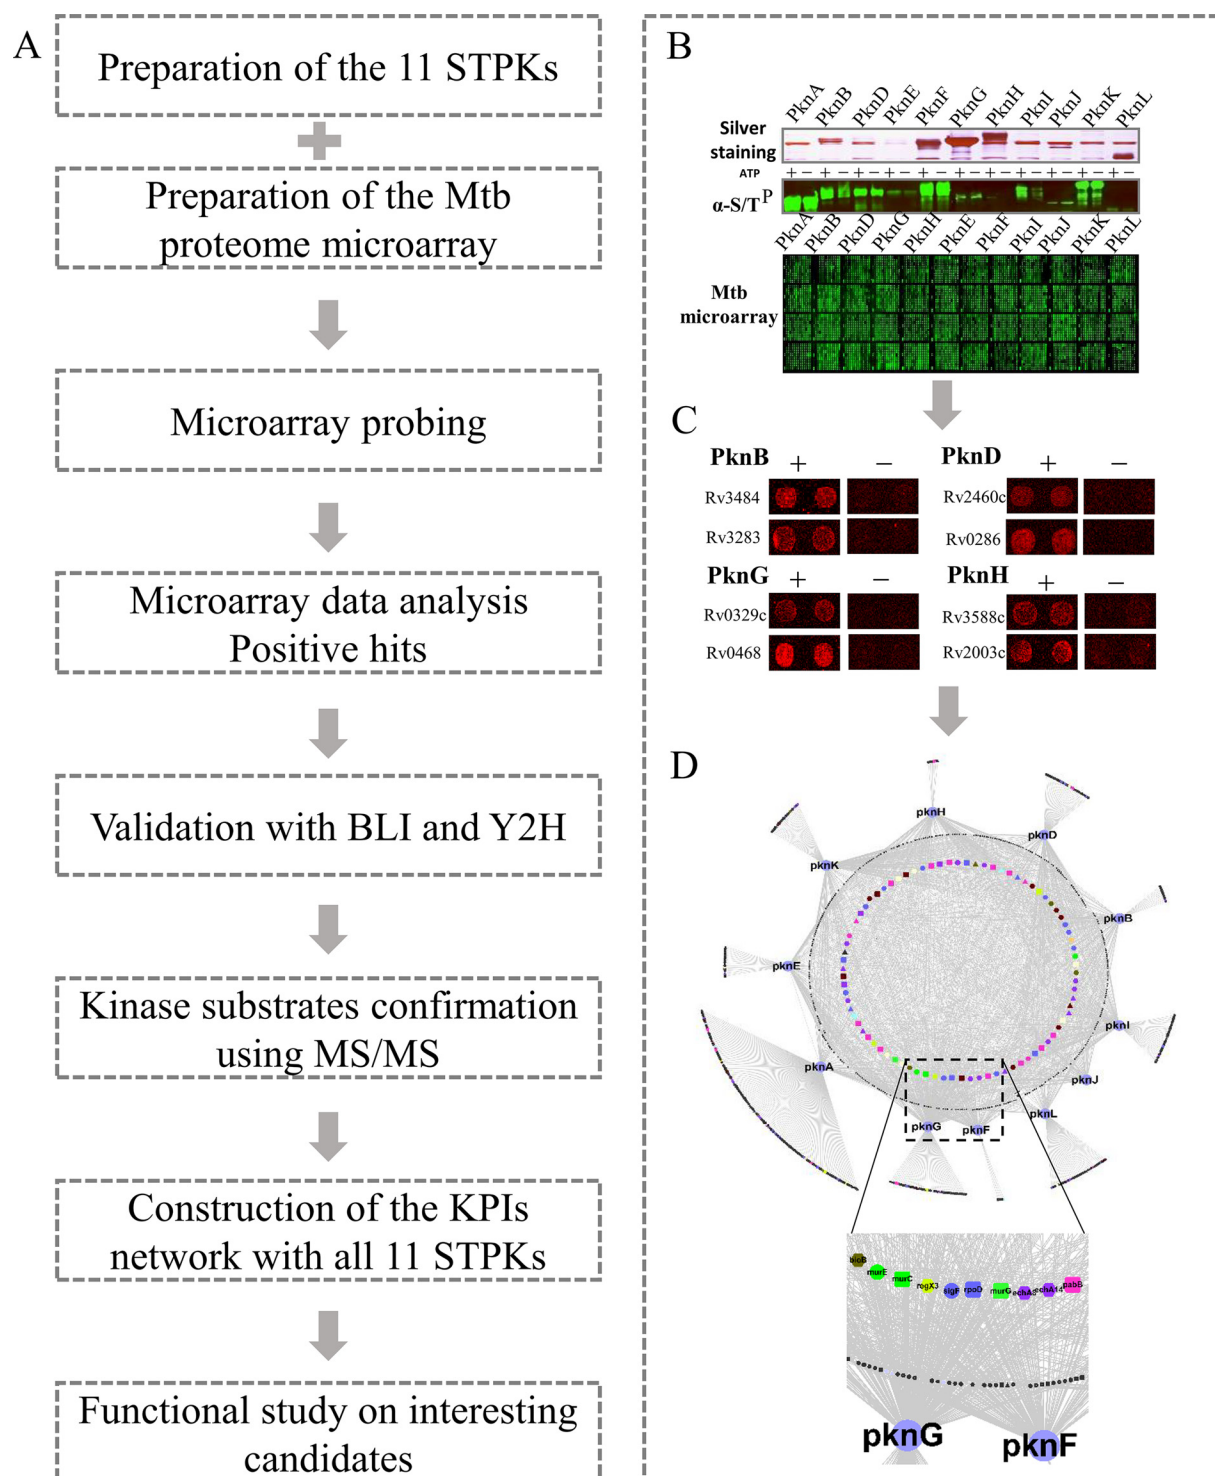 A
Preparation of the 11 STPKs
Preparation of the Mtb
proteome microarray
Microarray probing
Microarray data analysis
Positive hits
Validation with BLI and Y2H
Kinase substrates confirmation
using MS/MS
Construction of the KPIs
network with all 11 STPKs
Functional study on interesting
candidates
B
PknA PknB PknD PknE PknF PknG PknH PknI PknJ PknK PknL
Silver
staining
ATP + − + − + − + − + − + − + − + − + − + − + −
α-S/T^P
PknA PknB PknD PknG PknH PknE PknF PknI PknJ PknK PknL
Mtb
microarray
C
PknB + − PknD + −
Rv3484 Rv2460c
Rv3283 Rv0286
PknG + − PknH + −
Rv0329c Rv3588c
Rv0468 Rv2003c
D
pknH
pknD
pknK
pknB
pknE
pknI
pknA
pknJ
pknL
pknG pknF
bioB
murE
murC
regX3
sigF
rpoD
murG
echA8
echA14
pabB
pknG
pknF